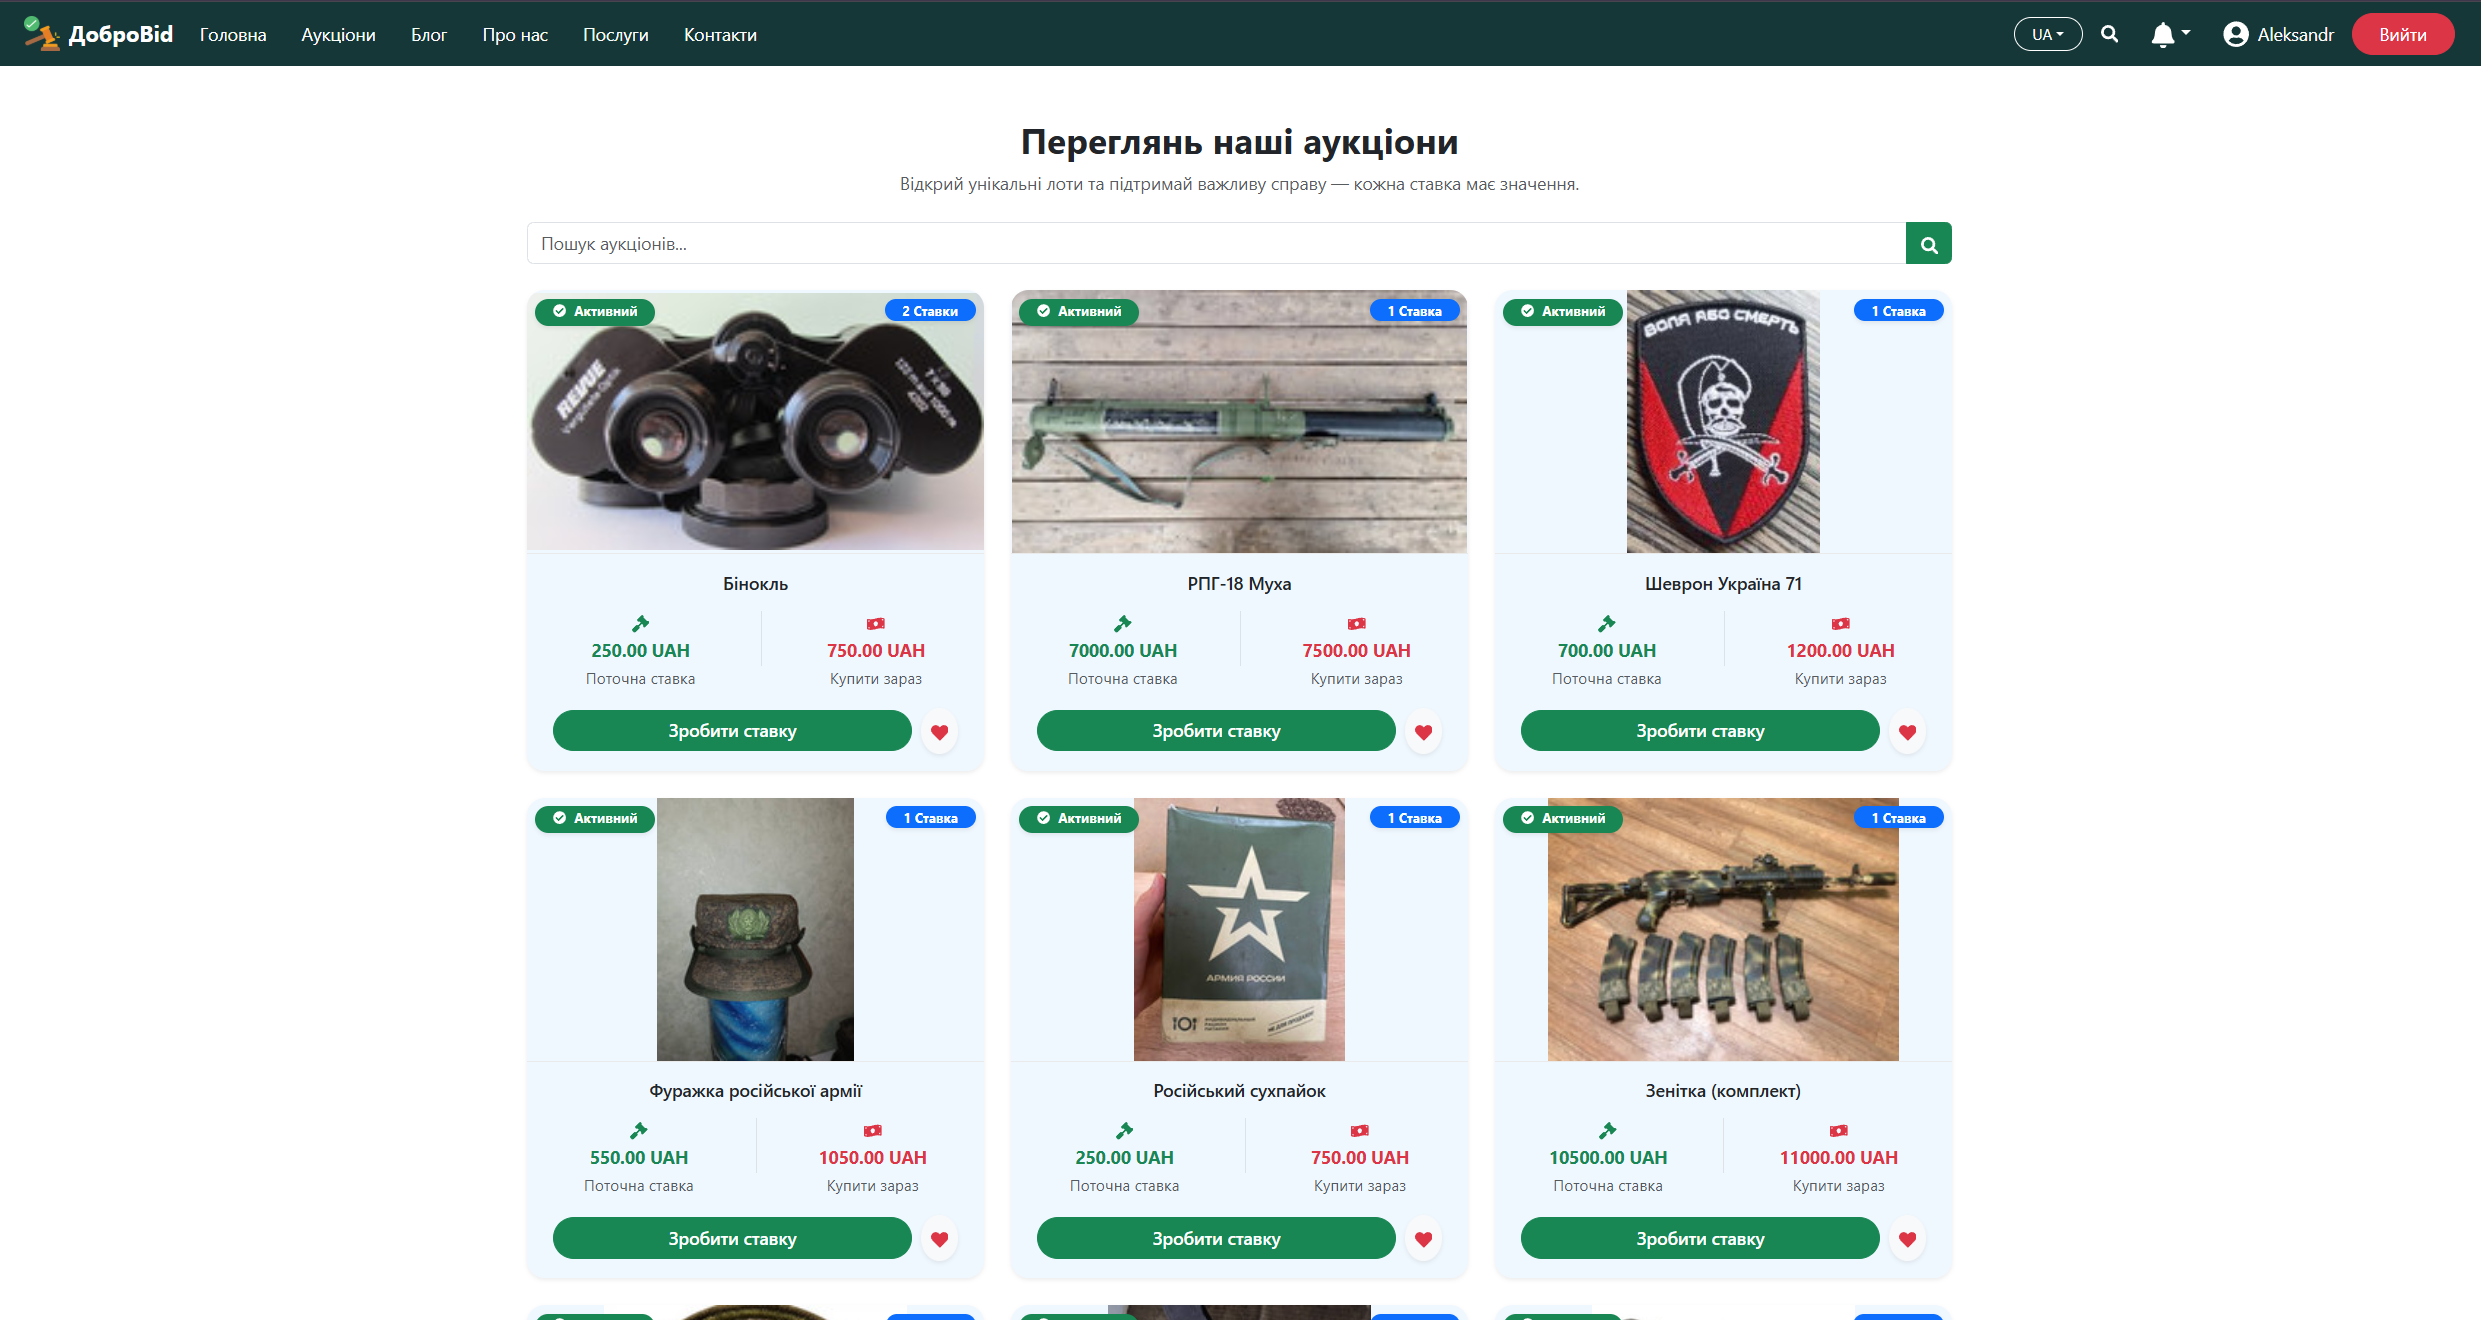 ДоброBid Головна Аукціони Блог Про нас Послуги Контакти UA Aleksandr Вийти
Переглянь наші аукціони
Відкрий унікальні лоти та підтримай важливу справу — кожна ставка має значення.
Пошук аукціонів...
Активний 2 Ставки
REVUE
Бінокль
250.00 UAH 750.00 UAH
Поточна ставка Купити зараз
Зробити ставку
Активний 1 Ставка
РПГ-18 Муха
7000.00 UAH 7500.00 UAH
Поточна ставка Купити зараз
Зробити ставку
Активний 1 Ставка
ВОЛЯ АБО СМЕРТЬ
Шеврон Україна 71
700.00 UAH 1200.00 UAH
Поточна ставка Купити зараз
Зробити ставку
Активний 1 Ставка
Фуражка російської армії
550.00 UAH 1050.00 UAH
Поточна ставка Купити зараз
Зробити ставку
Активний 1 Ставка
АРМИЯ РОССИИ
ИНДИВИДУАЛЬНЫЙ
РАЦИОН
ПИТАНИЯ
НЕ ДЛЯ ПРОДАЖИ
Російський сухпайок
250.00 UAH 750.00 UAH
Поточна ставка Купити зараз
Зробити ставку
Активний 1 Ставка
Зенітка (комплект)
10500.00 UAH 11000.00 UAH
Поточна ставка Купити зараз
Зробити ставку